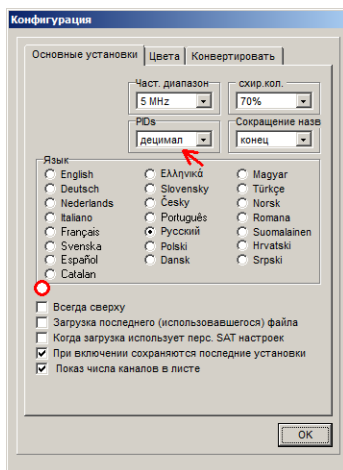 Конфигурация
Основные установки Цвета Конвертировать
Част. диапазон схир.кол.
5 MHz 70%
PIDs Сокращение назв
децимал конец
Язык
English Ελληνικά Magyar
Deutsch Slovensky Türkçe
Nederlands Česky Norsk
Italiano Português Romana
Français Русский Suomalainen
Svenska Polski Hrvatski
Español Dansk Srpski
Catalan
Всегда сверху
Загрузка последнего (использовавшегося) файла
Когда загрузка использует перс. SAT настроек
При включении сохраняются последние установки
Показ числа каналов в листе
OK